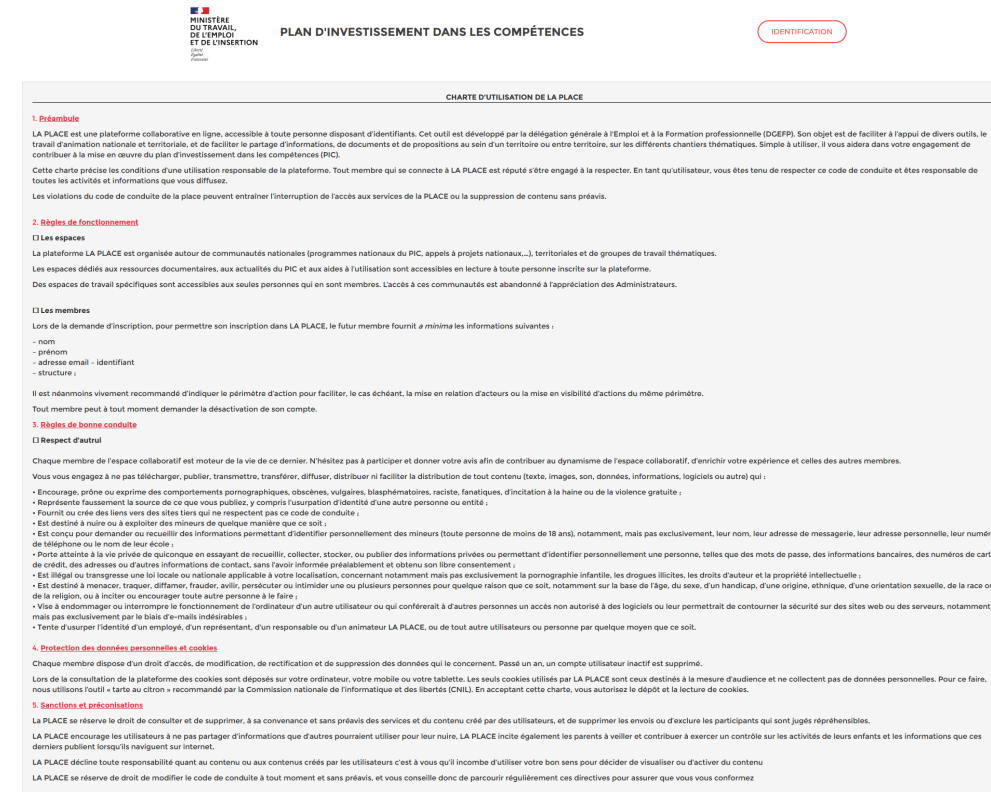 MINISTÈRE
DU TRAVAIL,
DE L'EMPLOI
ET DE L'INSERTION
Liberté
Égalité
Fraternité
PLAN D'INVESTISSEMENT DANS LES COMPÉTENCES
IDENTIFICATION
CHARTE D'UTILISATION DE LA PLACE
1. Préambule
LA PLACE est une plateforme collaborative en ligne, accessible à toute personne disposant d'identifiants. Cet outil est développé par la délégation générale à l'Emploi et à la Formation professionnelle (DGEFP). Son objet est de faciliter à l'appui de divers outils, le
travail d'animation nationale et territoriale, et de faciliter le partage d'informations, de documents et de propositions au sein d'un territoire ou entre territoire, sur les différents chantiers thématiques. Simple à utiliser, il vous aidera dans votre engagement de
contribuer à la mise en œuvre du plan d'investissement dans les compétences (PIC).
Cette charte précise les conditions d'une utilisation responsable de la plateforme. Tout membre qui se connecte à LA PLACE est réputé s'être engagé à la respecter. En tant qu'utilisateur, vous êtes tenu de respecter ce code de conduite et êtes responsable de
toutes les activités et informations que vous diffusez.
Les violations du code de conduite de la place peuvent entraîner l'interruption de l'accès aux services de la PLACE ou la suppression de contenu sans préavis.
2. Règles de fonctionnement
□ Les espaces
La plateforme LA PLACE est organisée autour de communautés nationales (programmes nationaux du PIC, appels à projets nationaux,…), territoriales et de groupes de travail thématiques.
Les espaces dédiés aux ressources documentaires, aux actualités du PIC et aux aides à l'utilisation sont accessibles en lecture à toute personne inscrite sur la plateforme.
Des espaces de travail spécifiques sont accessibles aux seules personnes qui en sont membres. L'accès à ces communautés est abandonné à l'appréciation des Administrateurs.
□ Les membres
Lors de la demande d'inscription, pour permettre son inscription dans LA PLACE, le futur membre fournit a minima les informations suivantes :
– nom
– prénom
– adresse email – identifiant
– structure ;
Il est néanmoins vivement recommandé d'indiquer le périmètre d'action pour faciliter, le cas échéant, la mise en relation d'acteurs ou la mise en visibilité d'actions du même périmètre.
Tout membre peut à tout moment demander la désactivation de son compte.
3. Règles de bonne conduite
□ Respect d'autrui
Chaque membre de l'espace collaboratif est moteur de la vie de ce dernier. N'hésitez pas à participer et donner votre avis afin de contribuer au dynamisme de l'espace collaboratif, d'enrichir votre expérience et celles des autres membres.
Vous vous engagez à ne pas télécharger, publier, transmettre, transférer, diffuser, distribuer ni faciliter la distribution de tout contenu (texte, images, son, données, informations, logiciels ou autre) qui :
• Encourage, prône ou exprime des comportements pornographiques, obscènes, vulgaires, blasphématoires, raciste, fanatiques, d'incitation à la haine ou de la violence gratuite ;
• Représente faussement la source de ce que vous publiez, y compris l'usurpation d'identité d'une autre personne ou entité ;
• Fournit ou crée des liens vers des sites tiers qui ne respectent pas ce code de conduite ;
• Est destiné à nuire ou à exploiter des mineurs de quelque manière que ce soit ;
• Est conçu pour demander ou recueillir des informations permettant d'identifier personnellement des mineurs (toute personne de moins de 18 ans), notamment, mais pas exclusivement, leur nom, leur adresse de messagerie, leur adresse personnelle, leur numér
de téléphone ou le nom de leur école ;
• Porte atteinte à la vie privée de quiconque en essayant de recueillir, collecter, stocker, ou publier des informations privées ou permettant d'identifier personnellement une personne, telles que des mots de passe, des informations bancaires, des numéros de cart
de crédit, des adresses ou d'autres informations de contact, sans l'avoir informée préalablement et obtenu son libre consentement ;
• Est illégal ou transgresse une loi locale ou nationale applicable à votre localisation, concernant notamment mais pas exclusivement la pornographie infantile, les drogues illicites, les droits d'auteur et la propriété intellectuelle ;
• Est destiné à menacer, traquer, diffamer, frauder, avilir, persécuter ou intimider une ou plusieurs personnes pour quelque raison que ce soit, notamment sur la base de l'âge, du sexe, d'un handicap, d'une origine, ethnique, d'une orientation sexuelle, de la race ou
de la religion, ou à inciter ou encourager toute autre personne à le faire ;
• Vise à endommager ou interrompre le fonctionnement de l'ordinateur d'un autre utilisateur ou qui conférerait à d'autres personnes un accès non autorisé à des logiciels ou leur permettrait de contourner la sécurité sur des sites web ou des serveurs, notamment
mais pas exclusivement par le biais d'e-mails indésirables ;
• Tente d'usurper l'identité d'un employé, d'un représentant, d'un responsable ou d'un animateur LA PLACE, ou de tout autre utilisateurs ou personne par quelque moyen que ce soit.
4. Protection des données personnelles et cookies
Chaque membre dispose d'un droit d'accès, de modification, de rectification et de suppression des données qui le concernent. Passé un an, un compte utilisateur inactif est supprimé.
Lors de la consultation de la plateforme des cookies sont déposés sur votre ordinateur, votre mobile ou votre tablette. Les seuls cookies utilisés par LA PLACE sont ceux destinés à la mesure d'audience et ne collectent pas de données personnelles. Pour ce faire,
nous utilisons l'outil « tarte au citron » recommandé par la Commission nationale de l'informatique et des libertés (CNIL). En acceptant cette charte, vous autorisez le dépôt et la lecture de cookies.
5. Sanctions et préconisations
La PLACE se réserve le droit de consulter et de supprimer, à sa convenance et sans préavis des services et du contenu créé par des utilisateurs, et de supprimer les envois ou d'exclure les participants qui sont jugés répréhensibles.
LA PLACE encourage les utilisateurs à ne pas partager d'informations que d'autres pourraient utiliser pour leur nuire, LA PLACE incite également les parents à veiller et contribuer à exercer un contrôle sur les activités de leurs enfants et les informations que ces
derniers publient lorsqu'ils naviguent sur internet.
LA PLACE décline toute responsabilité quant au contenu ou aux contenus créés par les utilisateurs c'est à vous qu'il incombe d'utiliser votre bon sens pour décider de visualiser ou d'activer du contenu
LA PLACE se réserve de droit de modifier le code de conduite à tout moment et sans préavis, et vous conseille donc de parcourir régulièrement ces directives pour assurer que vous vous conformez